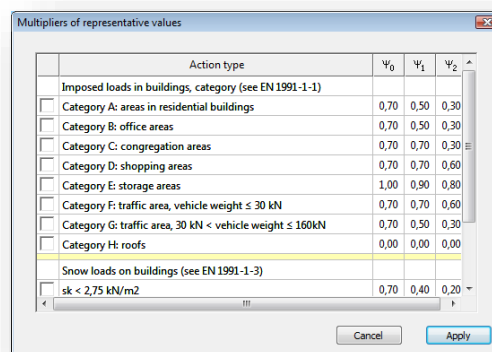 Multipliers of representative values
Action type Ψ0 Ψ1 Ψ2
Imposed loads in buildings, category (see EN 1991-1-1)
Category A: areas in residential buildings 0,70 0,50 0,30
Category B: office areas 0,70 0,50 0,30
Category C: congregation areas 0,70 0,70 0,30
Category D: shopping areas 0,70 0,70 0,60
Category E: storage areas 1,00 0,90 0,80
Category F: traffic area, vehicle weight ≤ 30 kN 0,70 0,70 0,60
Category G: traffic area, 30 kN < vehicle weight ≤ 160kN 0,70 0,50 0,30
Category H: roofs 0,00 0,00 0,00
Snow loads on buildings (see EN 1991-1-3)
sk < 2,75 kN/m2 0,70 0,40 0,20
Cancel Apply